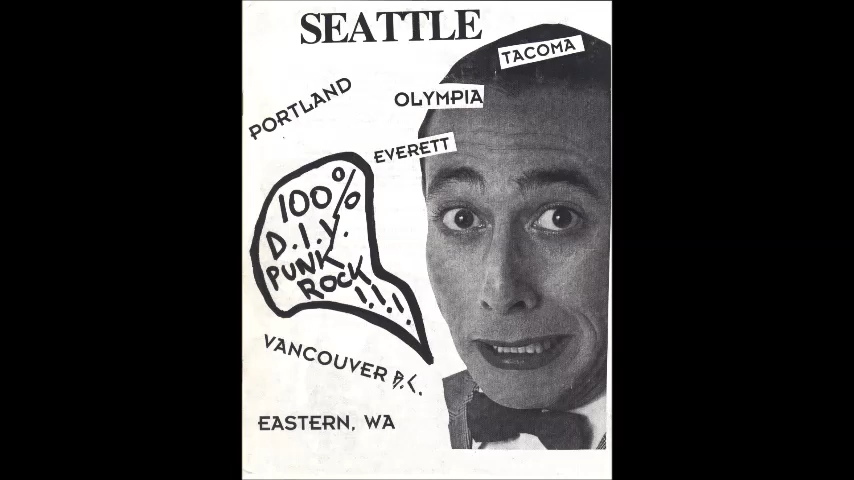 SEATTLE
TACOMA
PORTLAND
OLYMPIA
EVERETT
100%
D.I.Y.
PUNK
ROCK
!.!.!.
VANCOUVER B.C.
EASTERN, WA